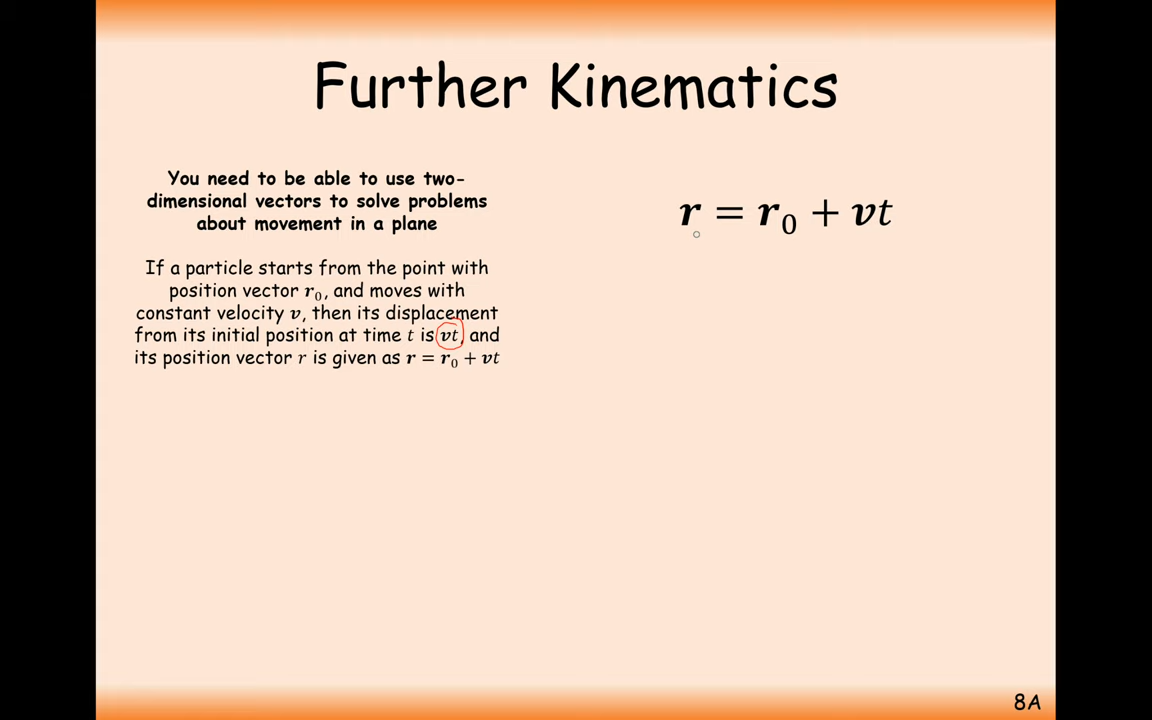 Further Kinematics
You need to be able to use two-
dimensional vectors to solve problems
about movement in a plane
If a particle starts from the point with
position vector r₀, and moves with
constant velocity v, then its displacement
from its initial position at time t is vt, and
its position vector r is given as r = r₀ + vt
r = r₀ + vt
8A